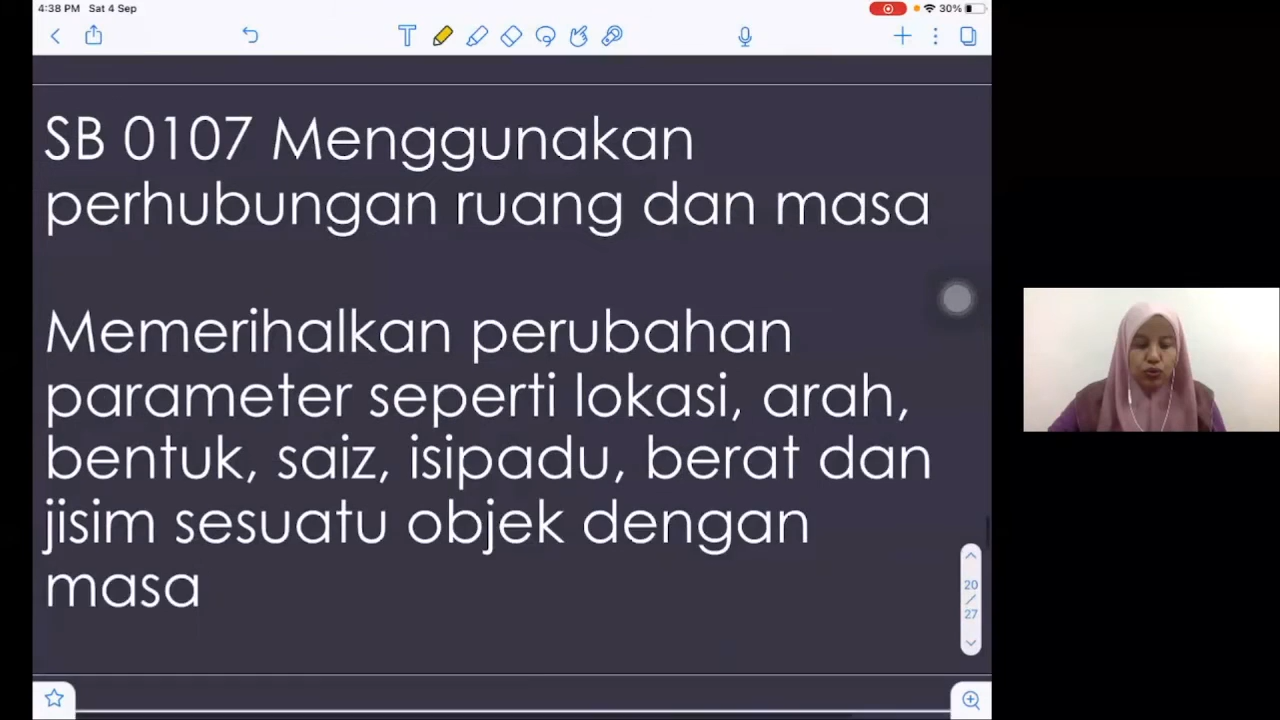 4:38 PM Sat 4 Sep
30%
T
SB 0107 Menggunakan
perhubungan ruang dan masa
Memerihalkan perubahan
parameter seperti lokasi, arah,
bentuk, saiz, isipadu, berat dan
jisim sesuatu objek dengan
masa
20
/
27